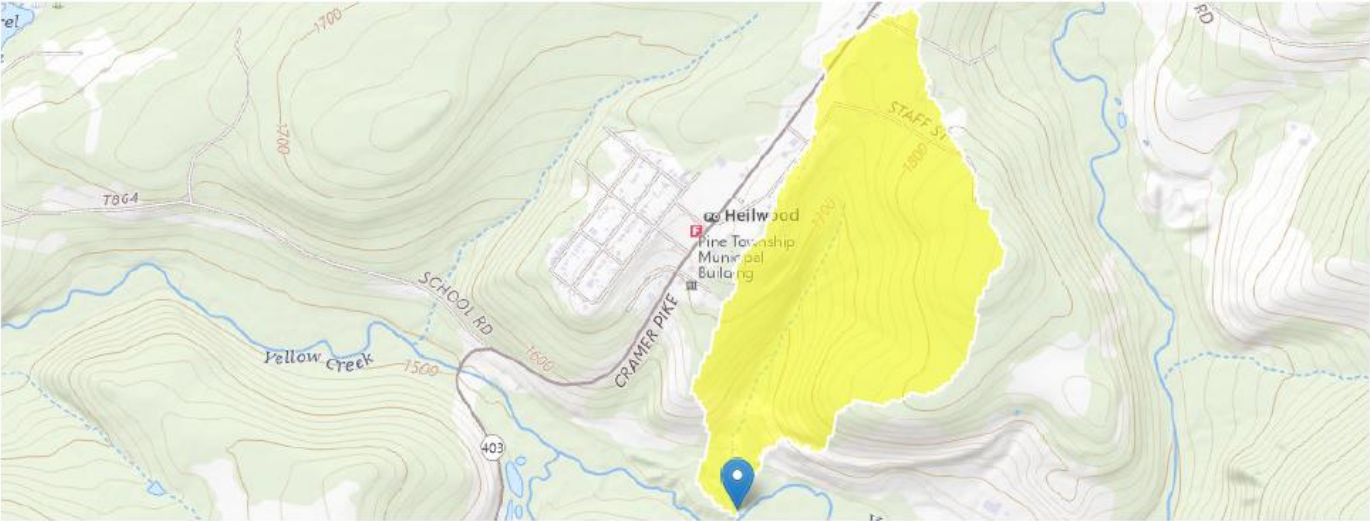 rel
1700
RD
1700
STAFF ST
1800
T864
1700
Heilwood
F
Pine Township
Municipal
Building
SCHOOL RD
CRAMER PIKE
1600
Yellow Creek
1500
403